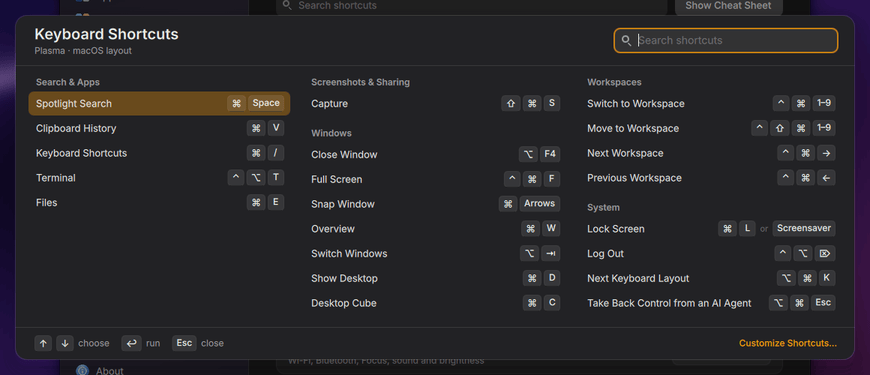 Search shortcuts
Show Cheat Sheet
Keyboard Shortcuts
Plasma · macOS layout
Search shortcuts
Search & Apps
Spotlight Search ⌘ Space
Clipboard History ⌘ V
Keyboard Shortcuts ⌘ /
Terminal ^ ⌥ T
Files ⌘ E
Screenshots & Sharing
Capture ⇧ ⌘ S
Windows
Close Window ⌥ F4
Full Screen ^ ⌘ F
Snap Window ⌘ Arrows
Overview ⌘ W
Switch Windows ⌥ ⇥
Show Desktop ⌘ D
Desktop Cube ⌘ C
Workspaces
Switch to Workspace ^ ⌘ 1–9
Move to Workspace ^ ⇧ ⌘ 1–9
Next Workspace ^ ⌘ →
Previous Workspace ^ ⌘ ←
System
Lock Screen ⌘ L or Screensaver
Log Out ^ ⌥ ⌦
Next Keyboard Layout ⌥ ⌘ K
Take Back Control from an AI Agent ⌥ ⌘ Esc
↑ ↓ choose ↩ run Esc close
Customize Shortcuts...
Wi-Fi, Bluetooth, Focus, sound and brightness
About